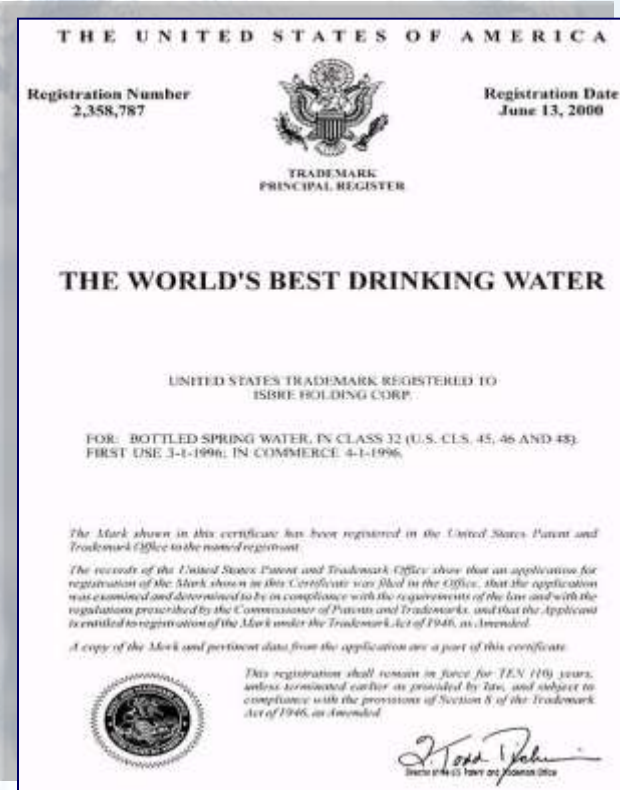 THE UNITED STATES OF AMERICA
Registration Number
2,358,787
Registration Date
June 13, 2000
TRADEMARK
PRINCIPAL REGISTER
THE WORLD'S BEST DRINKING WATER
UNITED STATES TRADEMARK REGISTERED TO
ISBRE HOLDING CORP.
FOR: BOTTLED SPRING WATER, IN CLASS 32 (U.S. CLS. 45, 46 AND 48).
FIRST USE 3-1-1996; IN COMMERCE 4-1-1996.
The Mark shown in this certificate has been registered in the United States Patent and
Trademark Office to the named registrant.
The records of the United States Patent and Trademark Office show that an application for
registration of the Mark shown in this Certificate was filed in the Office, that the application
was examined and determined to be in compliance with the requirements of the law and with the
regulations prescribed by the Commissioner of Patents and Trademarks, and that the Applicant
is entitled to registration of the Mark under the Trademark Act of 1946, as Amended.
A copy of the Mark and pertinent data from the application are a part of this certificate.
This registration shall remain in force for TEN (10) years,
unless terminated earlier as provided by law, and subject to
compliance with the provisions of Section 8 of the Trademark
Act of 1946, as Amended.
Director of the U.S. Patent and Trademark Office